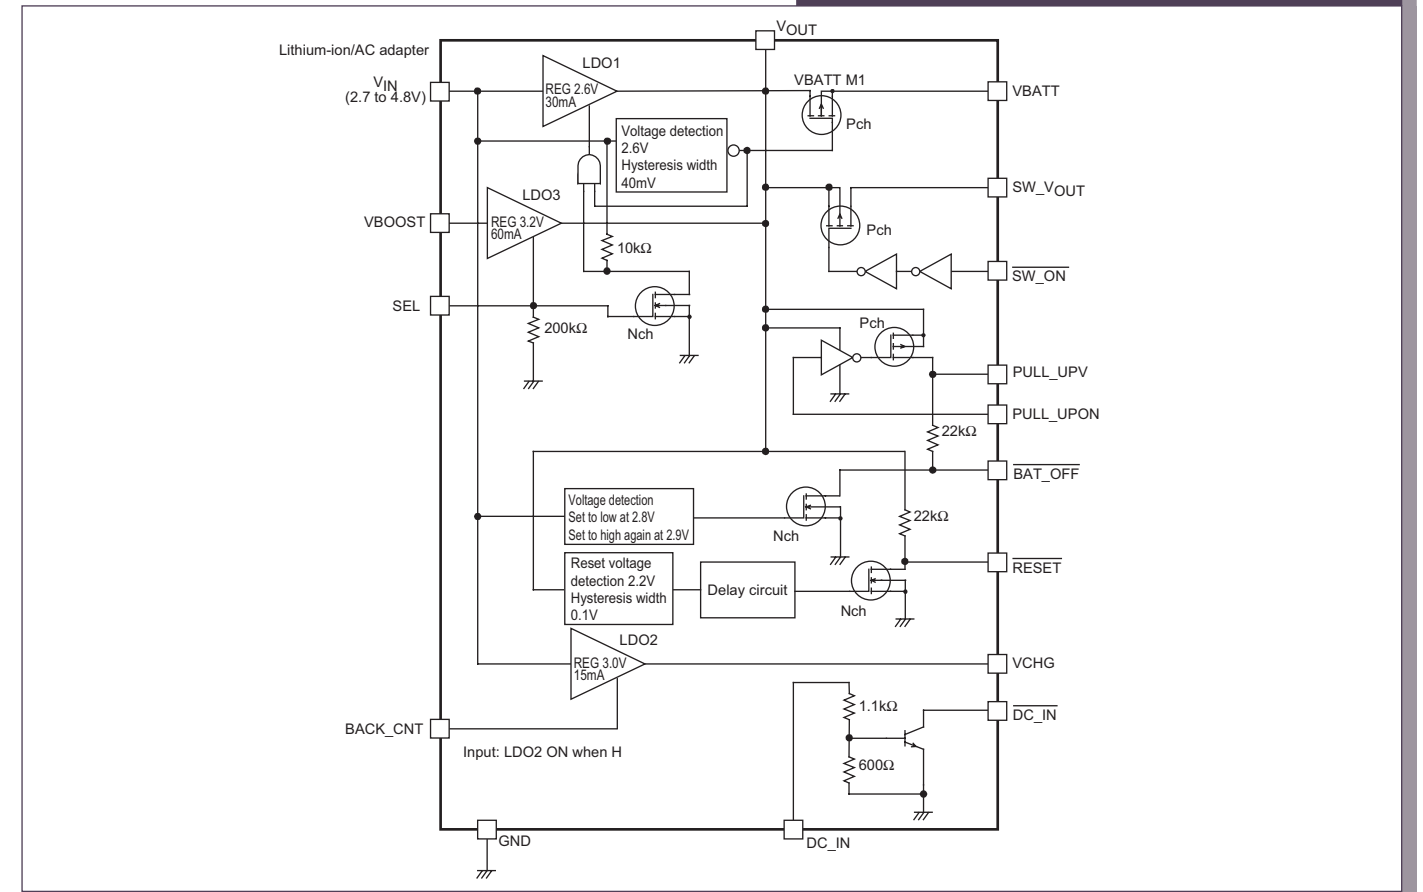 VOUT
Lithium-ion/AC adapter
VIN
(2.7 to 4.8V)
LDO1
REG 2.6V
30mA
VBATT M1
VBATT
Pch
Voltage detection
2.6V
Hysteresis width
40mV
LDO3
SW_VOUT
VBOOST
REG 3.2V
60mA
Pch
10kΩ
SW_ON
SEL
200kΩ
Nch
Pch
PULL_UPV
PULL_UPON
22kΩ
BAT_OFF
Voltage detection
Set to low at 2.8V
Set to high again at 2.9V
Nch
22kΩ
Reset voltage
detection 2.2V
Hysteresis width
0.1V
Delay circuit
RESET
Nch
LDO2
REG 3.0V
15mA
VCHG
1.1kΩ
DC_IN
BACK_CNT
Input: LDO2 ON when H
600Ω
GND
DC_IN